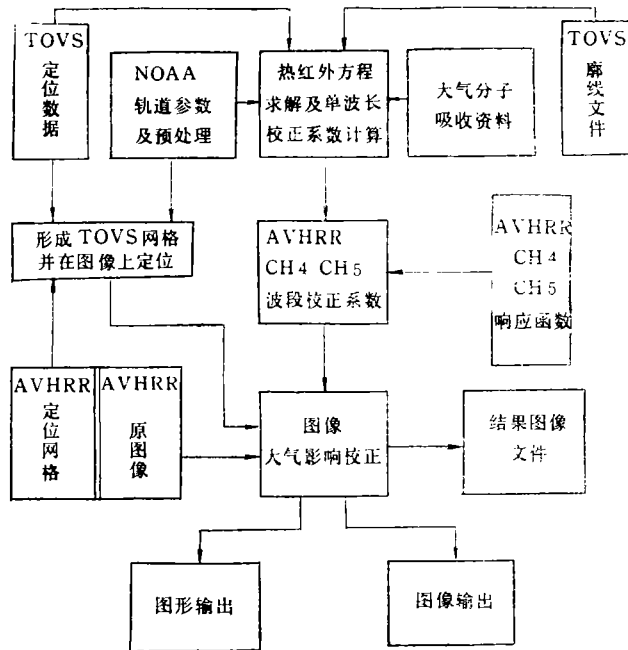 TOVS
定位数据
NOAA
轨道参数
及预处理
热红外方程
求解及单波长
校正系数计算
大气分子
吸收资料
TOVS
廓线文件
形成TOVS网格
并在图像上定位
AVHRR
CH4 CH5
波段校正系数
AVHRR
CH4
CH5
响应函数
AVHRR
定位网格
AVHRR
原图像
图像
大气影响校正
结果图像
文件
图形输出
图像输出